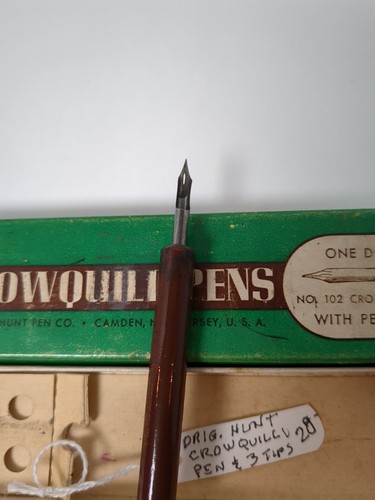 ONE D
OWQUILL PENS
NO. 102 CRO
HUNT PEN CO. • CAMDEN, N RSEY, U. S. A.
WITH PE
ORIG. HUNT
CROWQUILL
PEN & 3 TIPS 28-